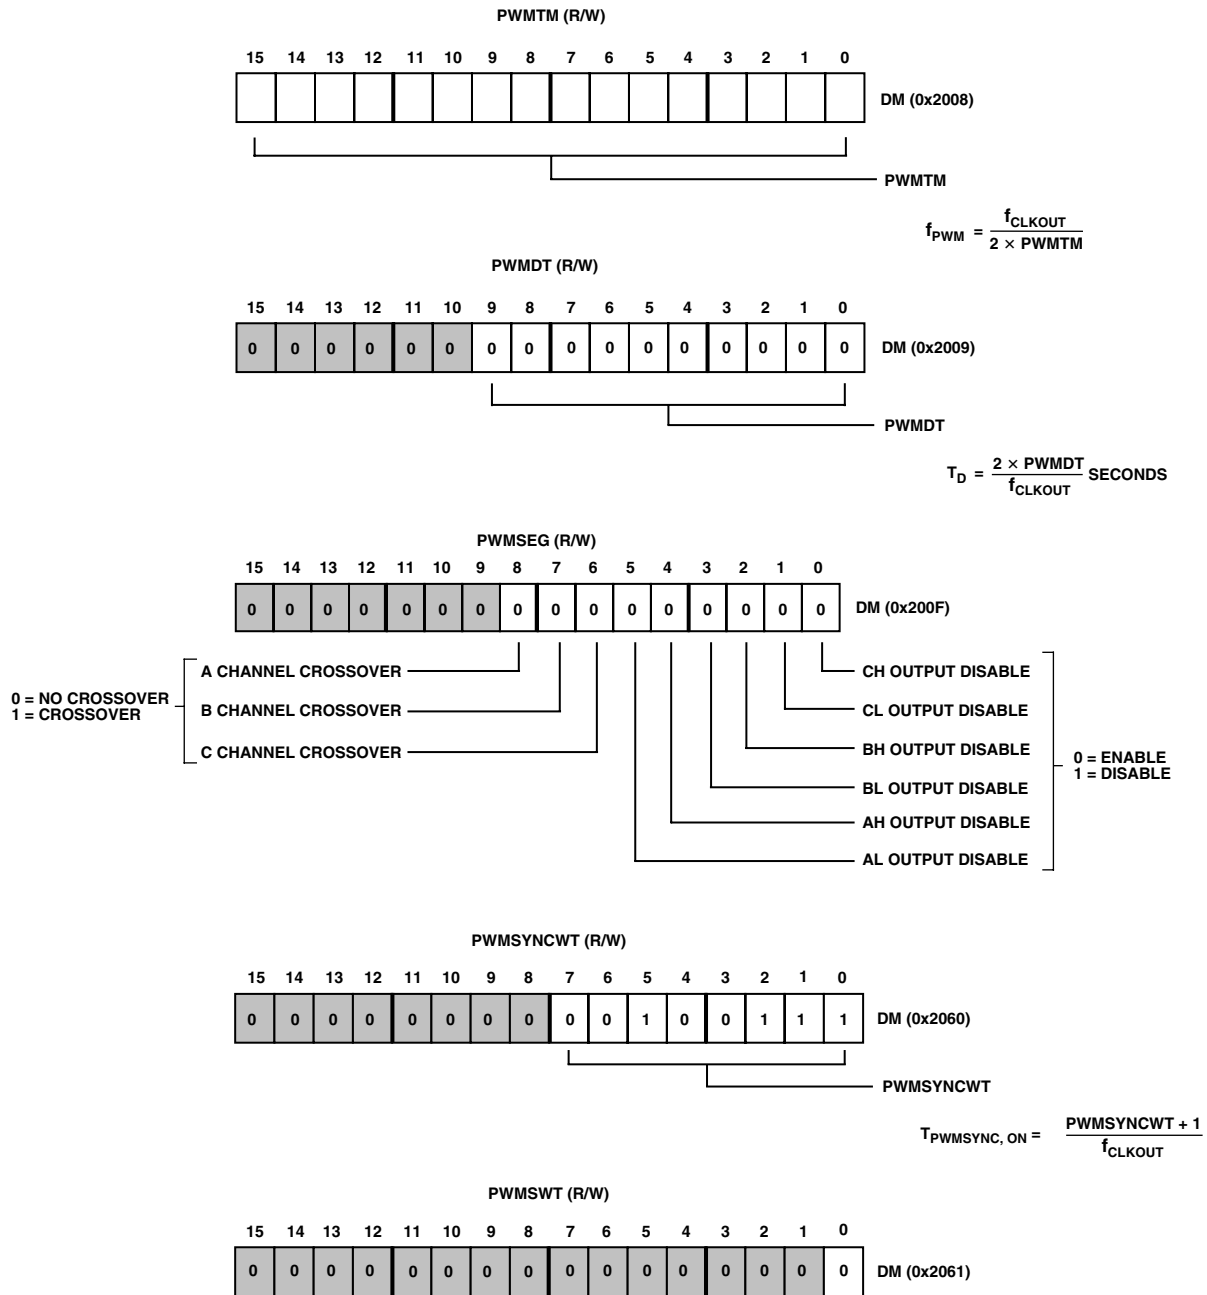 PWMTM (R/W)
15 14 13 12 11 10 9 8 7 6 5 4 3 2 1 0
DM (0x2008)
PWMTM
f_PWM = f_CLKOUT / 2 × PWMTM
PWMDT (R/W)
15 14 13 12 11 10 9 8 7 6 5 4 3 2 1 0
0 0 0 0 0 0 0 0 0 0 0 0 0 0 0 0 DM (0x2009)
PWMDT
T_D = 2 × PWMDT / f_CLKOUT SECONDS
PWMSEG (R/W)
15 14 13 12 11 10 9 8 7 6 5 4 3 2 1 0
0 0 0 0 0 0 0 0 0 0 0 0 0 0 0 0 DM (0x200F)
0 = NO CROSSOVER
1 = CROSSOVER
A CHANNEL CROSSOVER
B CHANNEL CROSSOVER
C CHANNEL CROSSOVER
CH OUTPUT DISABLE
CL OUTPUT DISABLE
BH OUTPUT DISABLE
BL OUTPUT DISABLE
AH OUTPUT DISABLE
AL OUTPUT DISABLE
0 = ENABLE
1 = DISABLE
PWMSYNCWT (R/W)
15 14 13 12 11 10 9 8 7 6 5 4 3 2 1 0
0 0 0 0 0 0 0 0 0 0 1 0 0 1 1 1 DM (0x2060)
PWMSYNCWT
T_PWMSYNC, ON = PWMSYNCWT + 1 / f_CLKOUT
PWMSWT (R/W)
15 14 13 12 11 10 9 8 7 6 5 4 3 2 1 0
0 0 0 0 0 0 0 0 0 0 0 0 0 0 0 0 DM (0x2061)